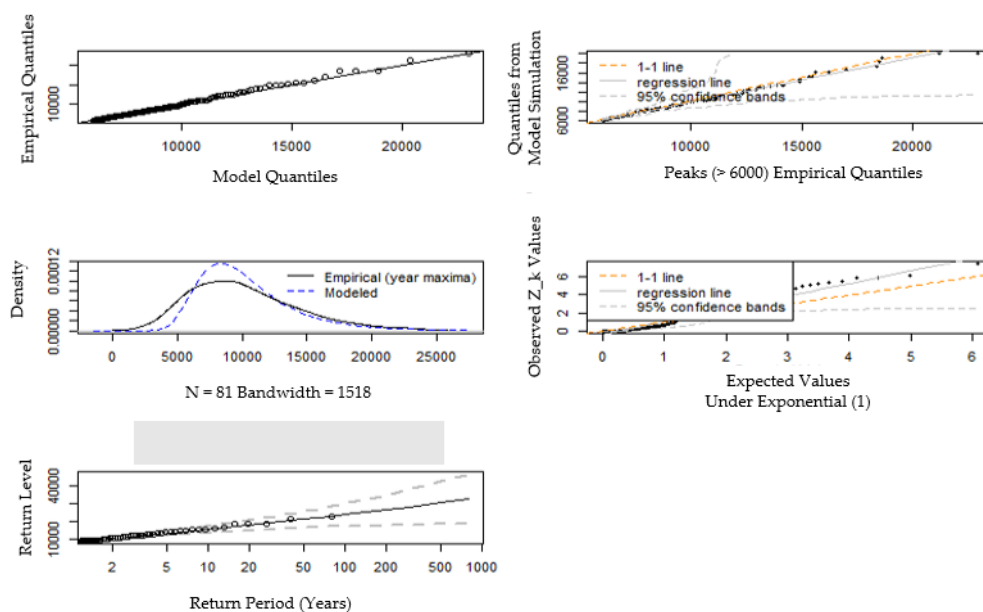 Empirical Quantiles
10000
10000 15000 20000
Model Quantiles
Quantiles from
Model Simulation
6000 16000
1-1 line
regression line
95% confidence bands
10000 15000 20000
Peaks (> 6000) Empirical Quantiles
Density
0.00000 0.00012
Empirical (year maxima)
Modeled
0 5000 10000 15000 20000 25000
N = 81 Bandwidth = 1518
Observed Z_k Values
0 2 4 6
1-1 line
regression line
95% confidence bands
0 1 2 3 4 5 6
Expected Values
Under Exponential (1)
Return Level
10000 40000
2 5 10 20 50 100 200 500 1000
Return Period (Years)